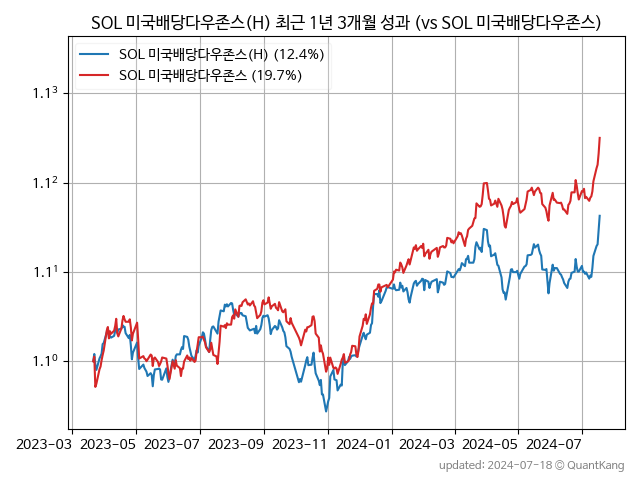 SOL 미국배당다우존스(H) 최근 1년 3개월 성과 (vs SOL 미국배당다우존스)
SOL 미국배당다우존스(H) (12.4%)
SOL 미국배당다우존스 (19.7%)
1.1³
1.1²
1.1¹
1.1⁰
2023-03 2023-05 2023-07 2023-09 2023-11 2024-01 2024-03 2024-05 2024-07
updated: 2024-07-18 © QuantKang